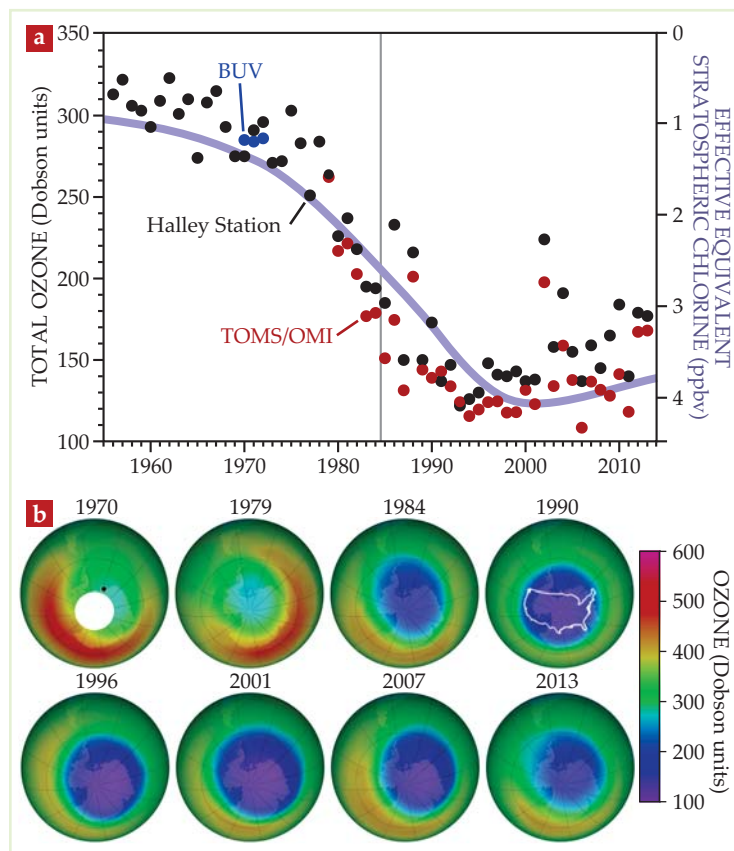 a
350
300
250
200
150
100
TOTAL OZONE (Dobson units)
BUV
Halley Station
TOMS/OMI
0
1
2
3
4
EFFECTIVE EQUIVALENT
STRATOSPHERIC CHLORINE (ppbv)
1960 1970 1980 1990 2000 2010
b
1970 1979 1984 1990
1996 2001 2007 2013
600
500
400
300
200
100
OZONE (Dobson units)